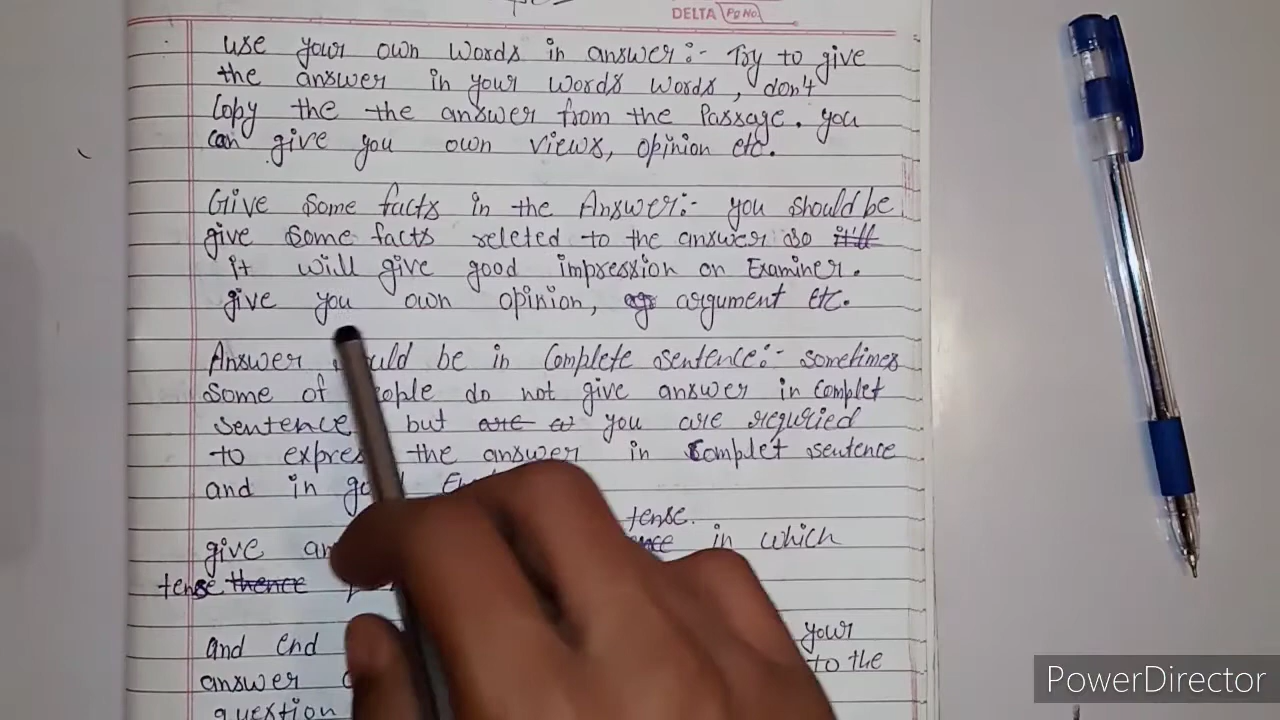 DELTA Pg No.
use your own words in answer:- Try to give
the answer in your words words, don't
Copy the the answer from the Passage. you
can give you own views, opinion etc.
Give some facts in the Answer:- you should be
give some facts releted to the answer so it'll
it will give good impression on Examiner.
give you own opinion, argument Etc.
Answer be in Complete sentence:- sometimes
some of do not give answer in Complet
sentence but are you are requried
to the answer in Complet sentence
and in
tense.
give in which
tense thence
and end your
answer to the
question
PowerDirector